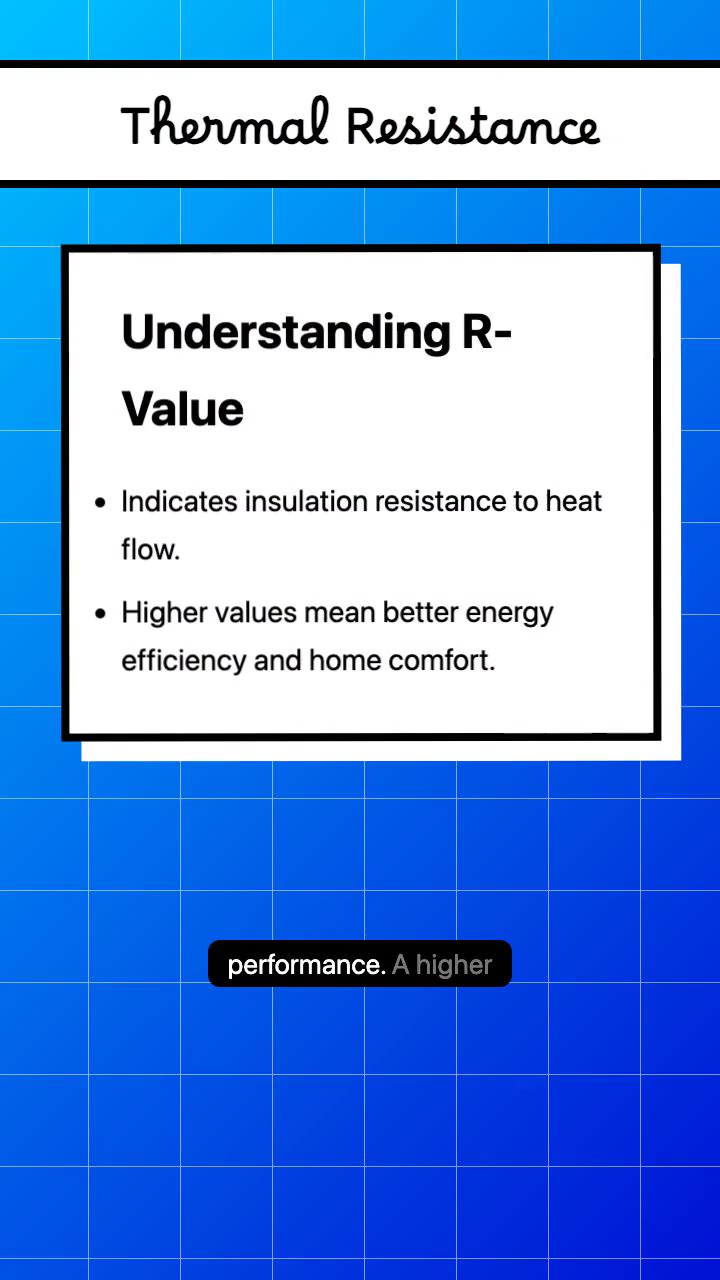 Thermal Resistance
Understanding R-
Value
• Indicates insulation resistance to heat
flow.
• Higher values mean better energy
efficiency and home comfort.
performance. A higher